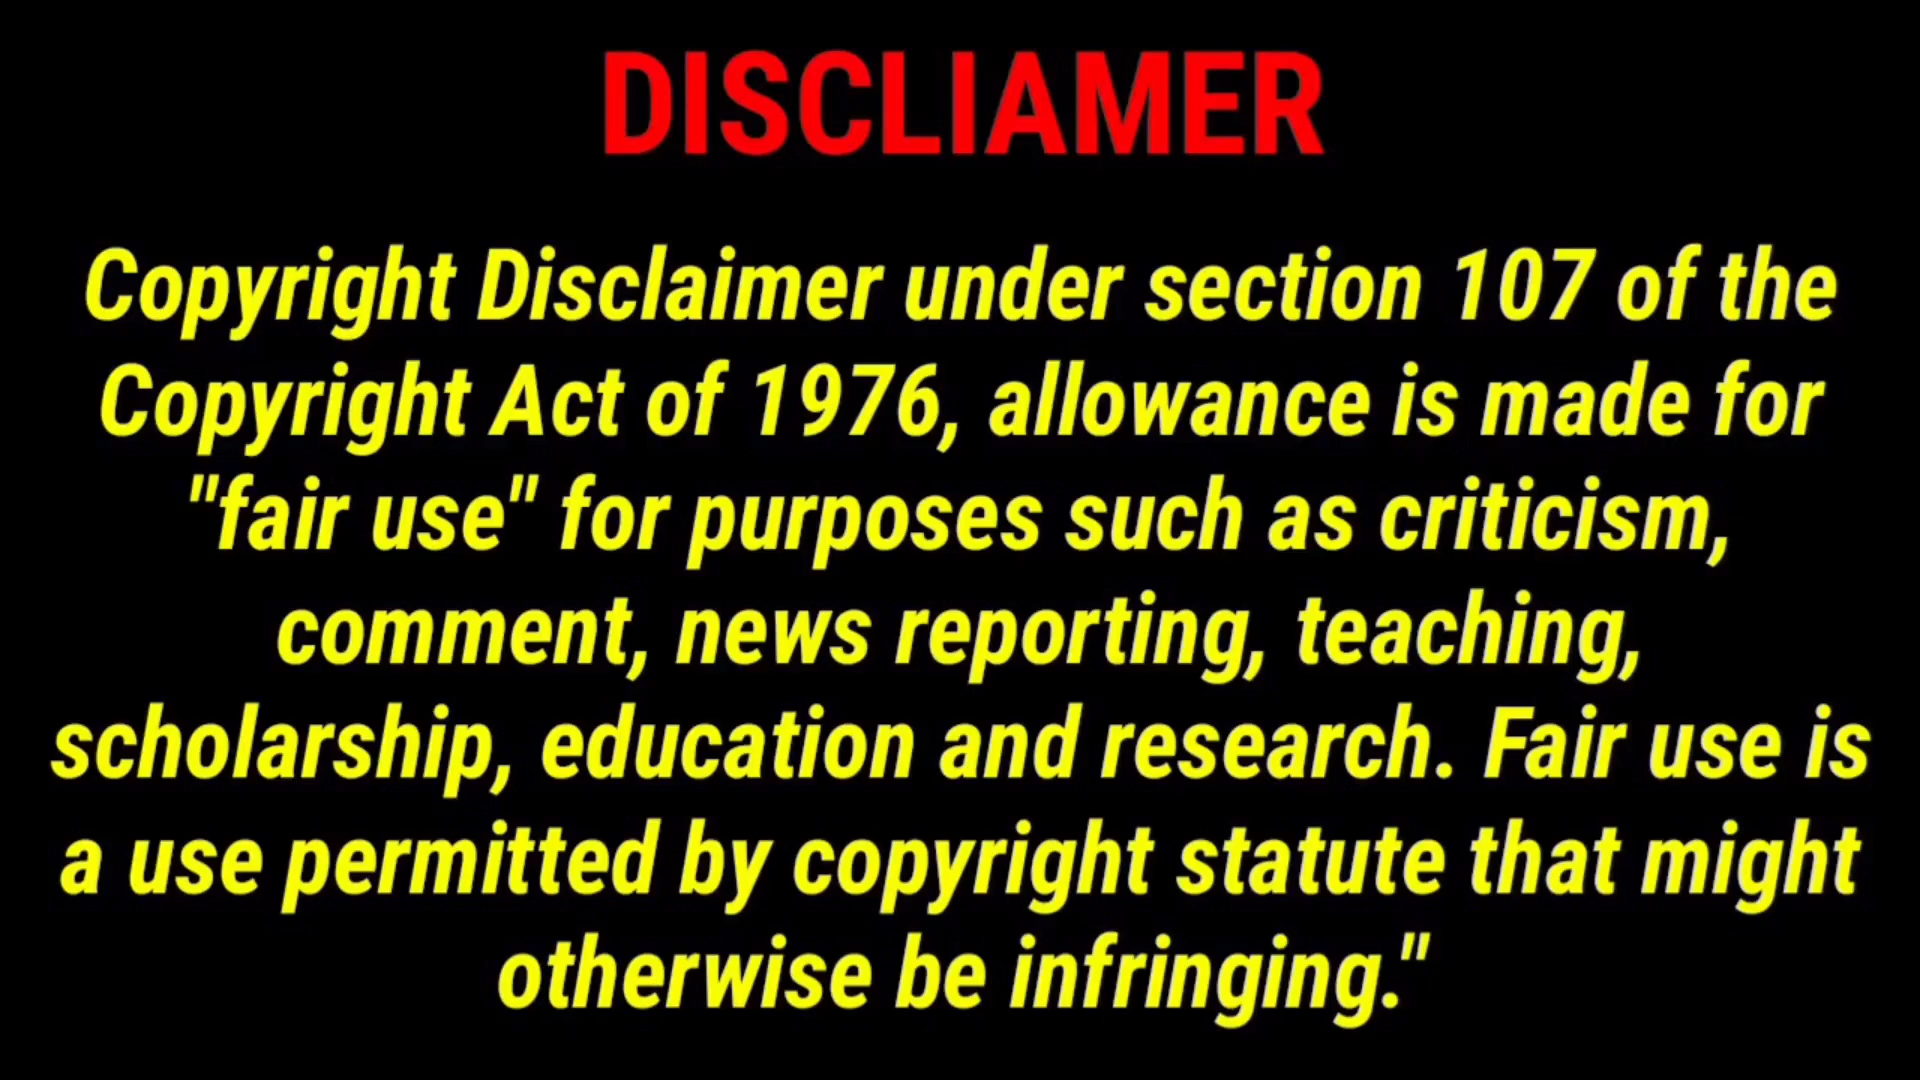 DISCLIAMER
Copyright Disclaimer under section 107 of the
Copyright Act of 1976, allowance is made for
"fair use" for purposes such as criticism,
comment, news reporting, teaching,
scholarship, education and research. Fair use is
a use permitted by copyright statute that might
otherwise be infringing."